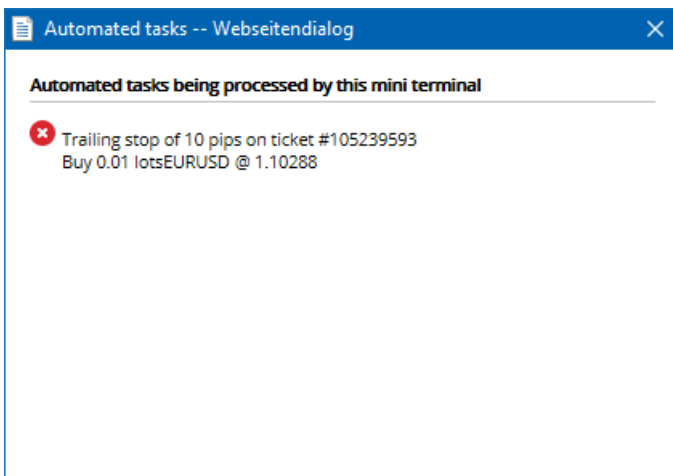 Automated tasks -- Webseitendialog
Automated tasks being processed by this mini terminal
Trailing stop of 10 pips on ticket #105239593
Buy 0.01 lotsEURUSD @ 1.10288